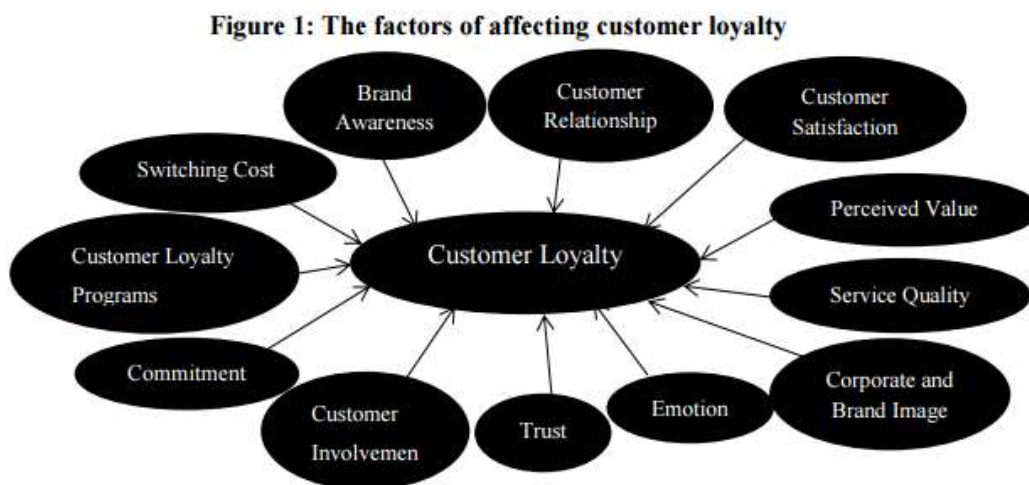 Figure 1: The factors of affecting customer loyalty
Brand
Awareness
Customer
Relationship
Customer
Satisfaction
Switching Cost
Perceived Value
Customer Loyalty
Customer Loyalty
Programs
Service Quality
Commitment
Corporate and
Brand Image
Customer
Involvemen
Trust
Emotion